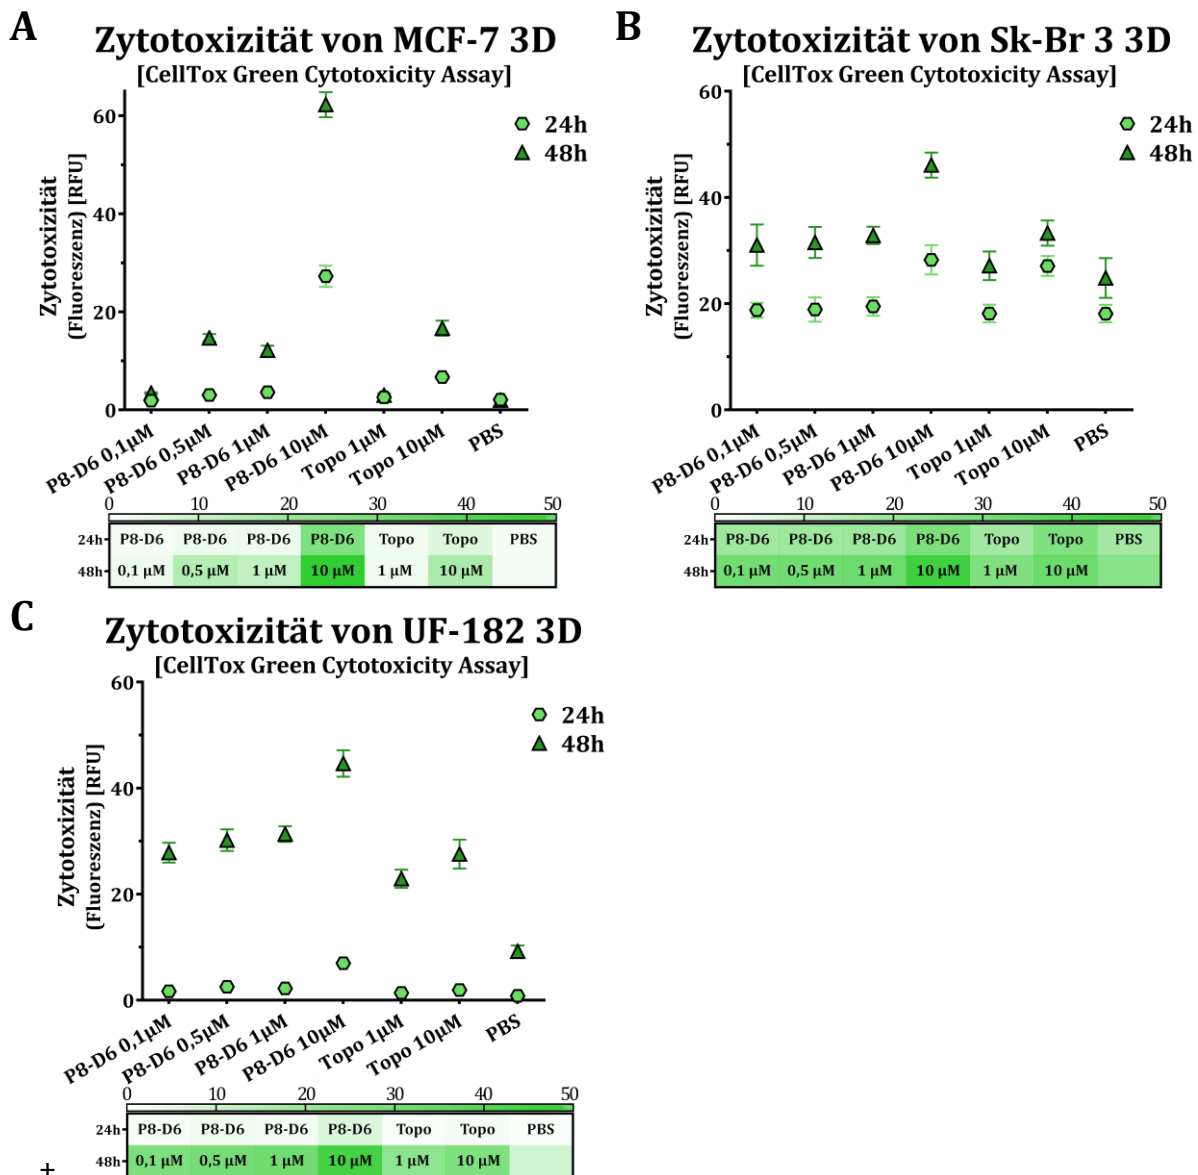 A
Zytotoxizität von MCF-7 3D
[CellTox Green Cytotoxicity Assay]
Zytotoxizität
(Fluoreszenz) [RFU]
60
40
20
0
24h
48h
P8-D6 0,1µM
P8-D6 0,5µM
P8-D6 1µM
P8-D6 10µM
Topo 1µM
Topo 10µM
PBS
0 10 20 30 40 50
24h P8-D6 P8-D6 P8-D6 P8-D6 Topo Topo PBS
48h 0,1 µM 0,5 µM 1 µM 10 µM 1 µM 10 µM
B
Zytotoxizität von Sk-Br 3 3D
[CellTox Green Cytotoxicity Assay]
Zytotoxizität
(Fluoreszenz) [RFU]
60
40
20
0
24h
48h
P8-D6 0,1µM
P8-D6 0,5µM
P8-D6 1µM
P8-D6 10µM
Topo 1µM
Topo 10µM
PBS
0 10 20 30 40 50
24h P8-D6 P8-D6 P8-D6 P8-D6 Topo Topo PBS
48h 0,1 µM 0,5 µM 1 µM 10 µM 1 µM 10 µM
C
Zytotoxizität von UF-182 3D
[CellTox Green Cytotoxicity Assay]
Zytotoxizität
(Fluoreszenz) [RFU]
60
40
20
0
24h
48h
P8-D6 0,1µM
P8-D6 0,5µM
P8-D6 1µM
P8-D6 10µM
Topo 1µM
Topo 10µM
PBS
0 10 20 30 40 50
24h P8-D6 P8-D6 P8-D6 P8-D6 Topo Topo PBS
48h 0,1 µM 0,5 µM 1 µM 10 µM 1 µM 10 µM
+